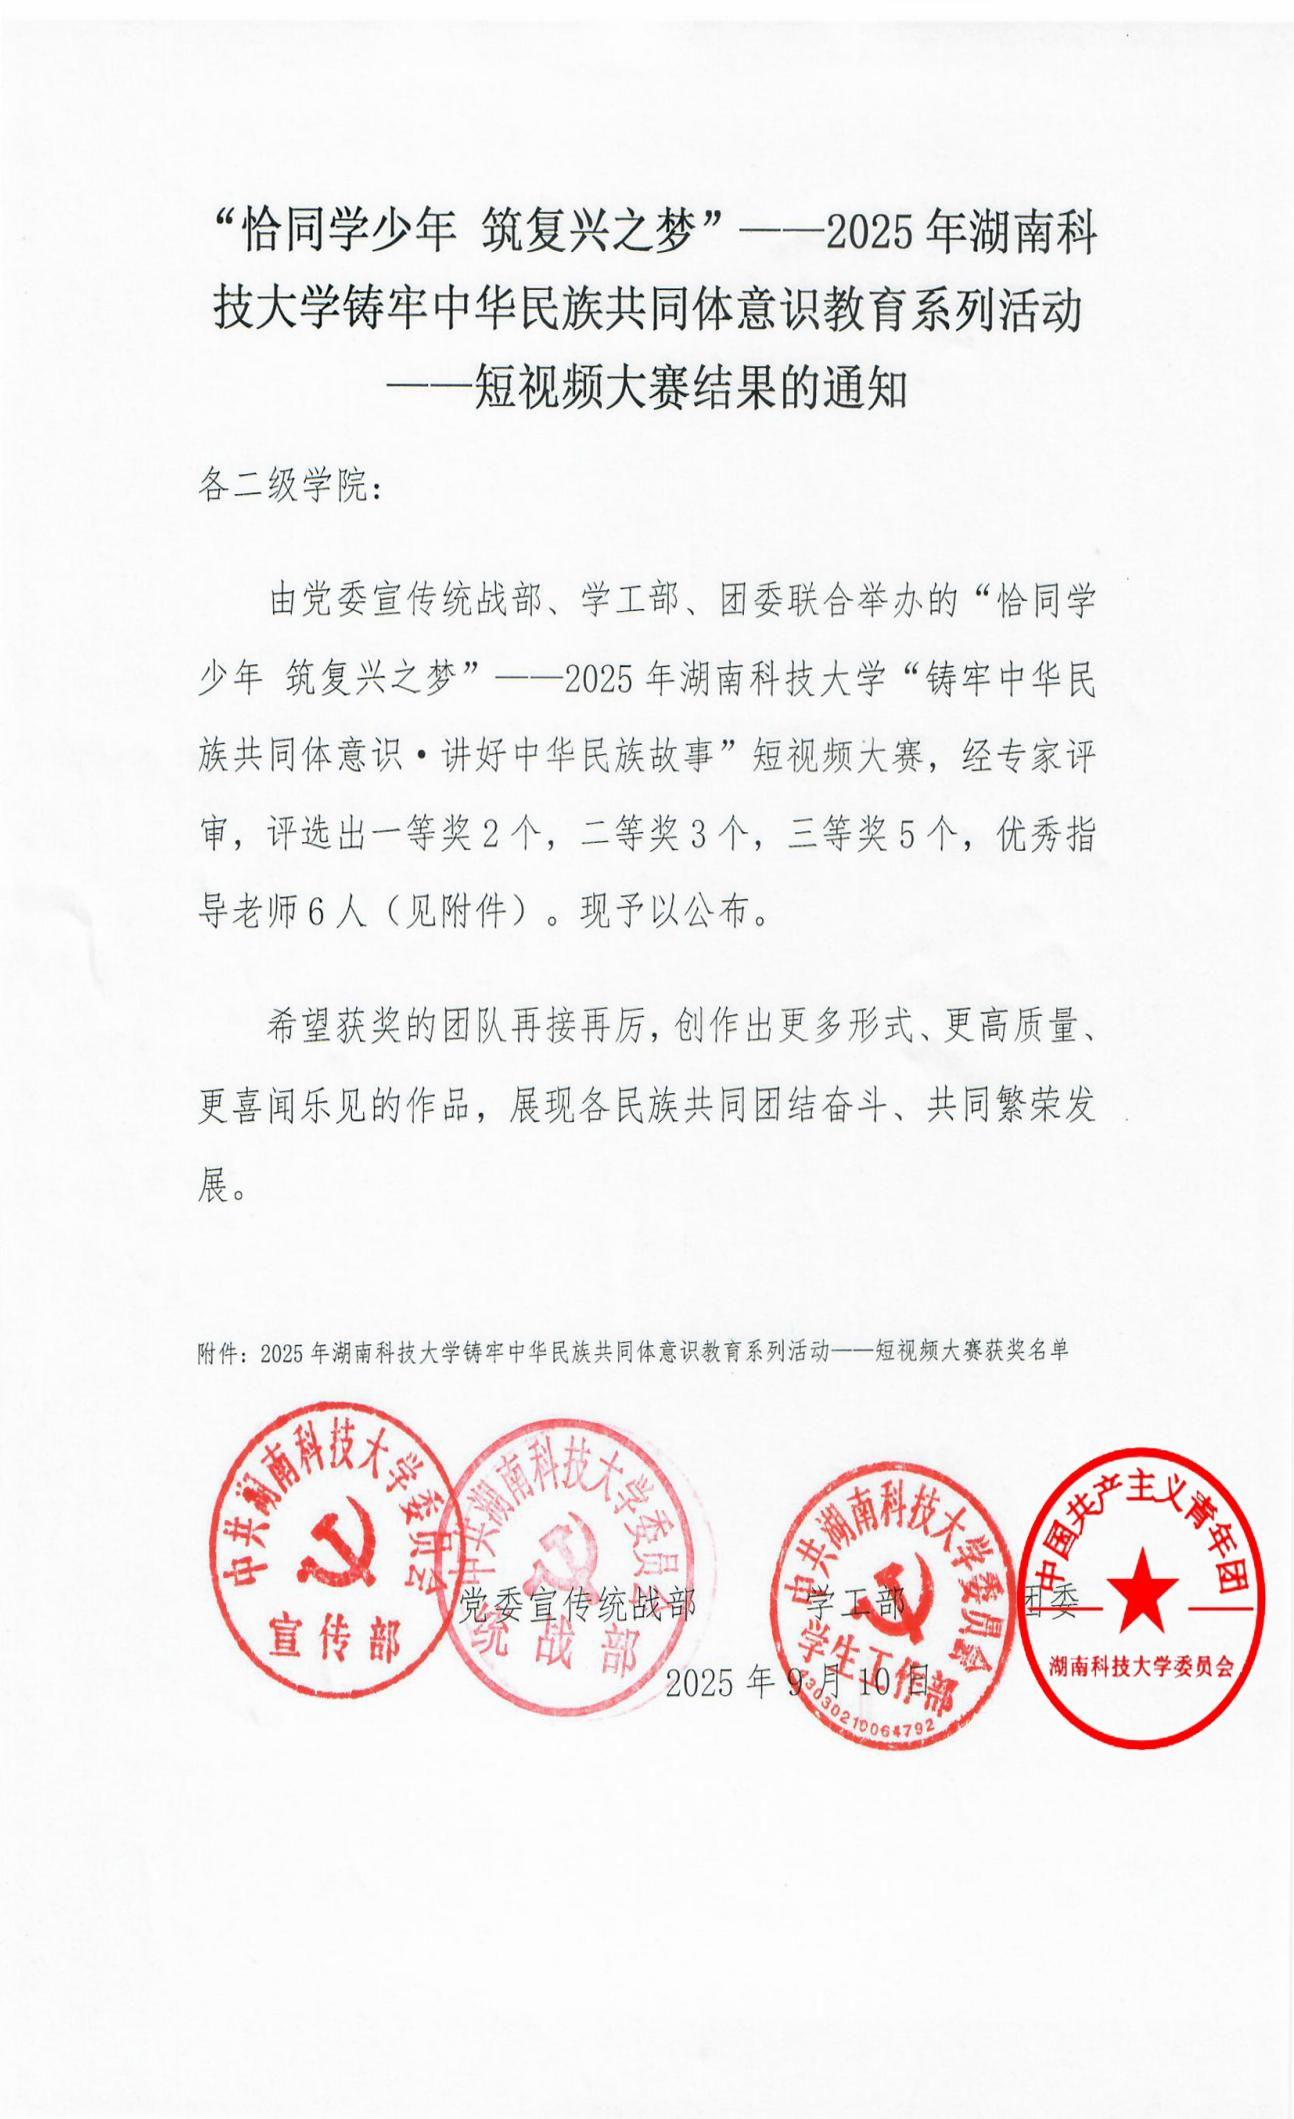 “恰同学少年 筑复兴之梦”——2025年湖南科
技大学铸牢中华民族共同体意识教育系列活动
——短视频大赛结果的通知
各二级学院：
由党委宣传统战部、学工部、团委联合举办的“恰同学
少年 筑复兴之梦”——2025年湖南科技大学“铸牢中华民
族共同体意识·讲好中华民族故事”短视频大赛，经专家评
审，评选出一等奖2个，二等奖3个，三等奖5个，优秀指
导老师6人（见附件）。现予以公布。
希望获奖的团队再接再厉，创作出更多形式、更高质量、
更喜闻乐见的作品，展现各民族共同团结奋斗、共同繁荣发
展。
附件：2025年湖南科技大学铸牢中华民族共同体意识教育系列活动——短视频大赛获奖名单
中共湖南科技大学委员会
宣传部
中共湖南科技大学委员会
统战部
中共湖南科技大学委员会
学生工作部
43030210064792
中国共产主义青年团
湖南科技大学委员会
党委宣传统战部 学工部 团委
2025年9月10日